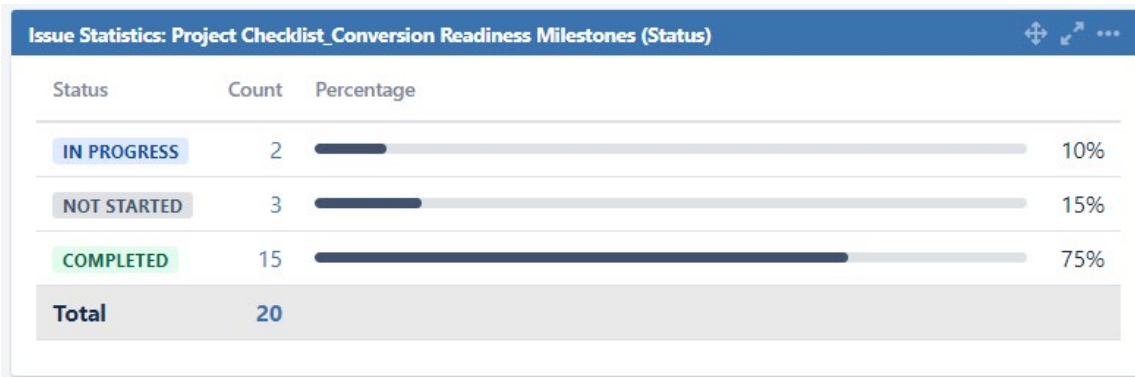 Issue Statistics: Project Checklist_Conversion Readiness Milestones (Status)
Status Count Percentage
IN PROGRESS 2 10%
NOT STARTED 3 15%
COMPLETED 15 75%
Total 20